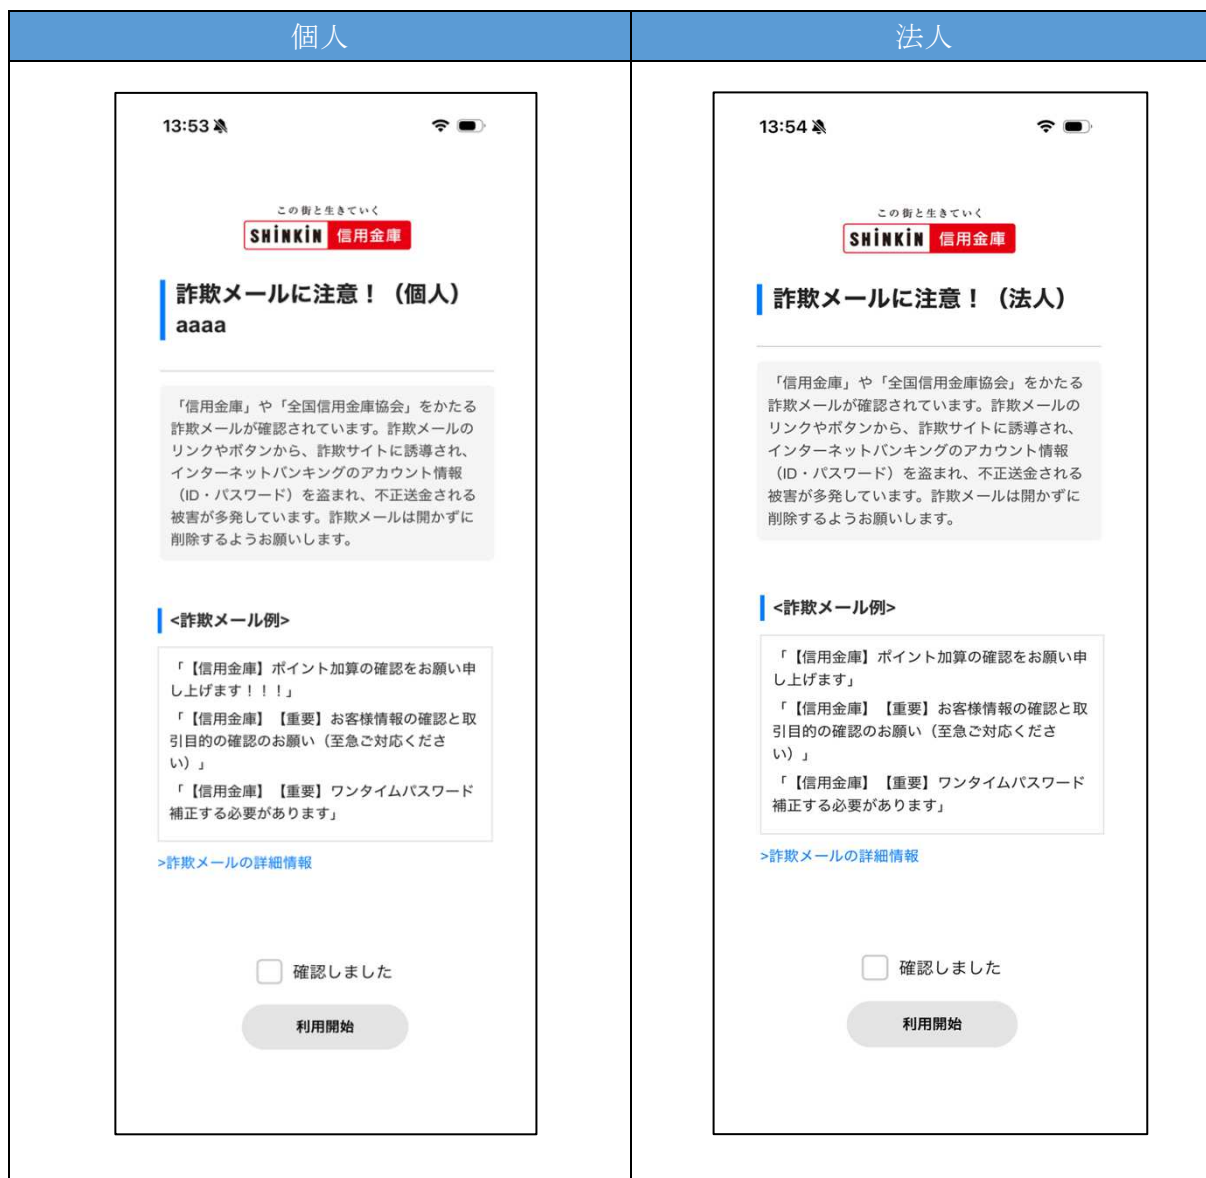 個人
13:53
この街と生きていく
SHINKIN 信用金庫
詐欺メールに注意！（個人）
aaaa
「信用金庫」や「全国信用金庫協会」をかたる
詐欺メールが確認されています。詐欺メールの
リンクやボタンから、詐欺サイトに誘導され、
インターネットバンキングのアカウント情報
（ID・パスワード）を盗まれ、不正送金される
被害が多発しています。詐欺メールは開かずに
削除するようお願いします。
<詐欺メール例>
「【信用金庫】ポイント加算の確認をお願い申
し上げます！！！」
「【信用金庫】【重要】お客様情報の確認と取
引目的の確認のお願い（至急ご対応くださ
い）」
「【信用金庫】【重要】ワンタイムパスワード
補正する必要があります」
>詐欺メールの詳細情報
確認しました
利用開始
法人
13:54
この街と生きていく
SHINKIN 信用金庫
詐欺メールに注意！（法人）
「信用金庫」や「全国信用金庫協会」をかたる
詐欺メールが確認されています。詐欺メールの
リンクやボタンから、詐欺サイトに誘導され、
インターネットバンキングのアカウント情報
（ID・パスワード）を盗まれ、不正送金される
被害が多発しています。詐欺メールは開かずに
削除するようお願いします。
<詐欺メール例>
「【信用金庫】ポイント加算の確認をお願い申
し上げます」
「【信用金庫】【重要】お客様情報の確認と取
引目的の確認のお願い（至急ご対応くださ
い）」
「【信用金庫】【重要】ワンタイムパスワード
補正する必要があります」
>詐欺メールの詳細情報
確認しました
利用開始